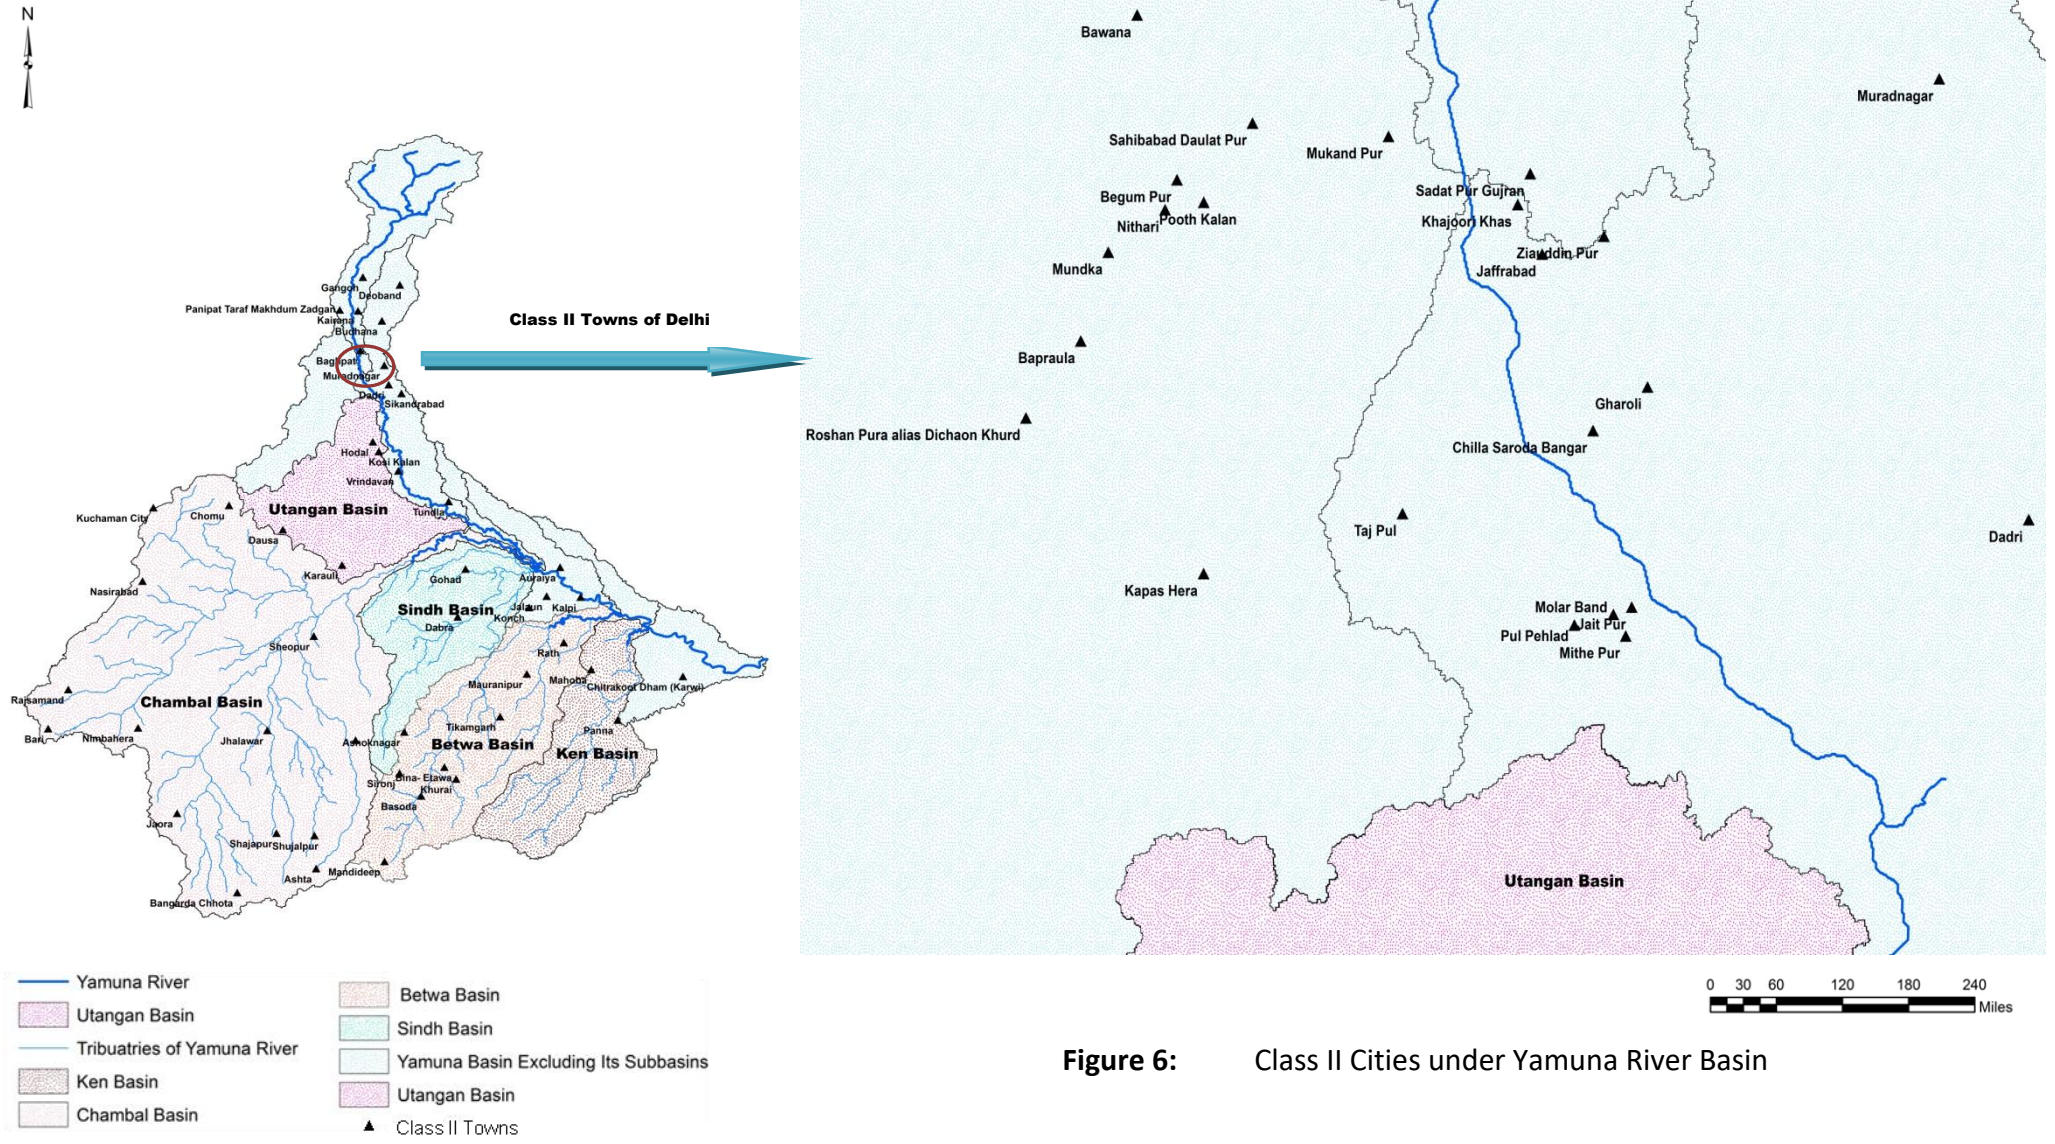 N
Gangoh
Deoband
Panipat Taraf Makhdum Zadgan
Kairana
Budhana
Baghpat
Muradnagar
Dadri
Sikandrabad
Hodal
Kosi Kalan
Vrindavan
Utangan Basin
Tundla
Kuchaman City
Chomu
Dausa
Karauli
Nasirabad
Gohad
Auraiya
Sindh Basin
Jalaun
Kalpi
Konch
Dabra
Sheopur
Rath
Mauranipur
Mahoba
Chitrakoot Dham (Karwi)
Rajsamand
Chambal Basin
Bari
Nimbahera
Jhalawar
Ashoknagar
Tikamgarh
Betwa Basin
Panna
Ken Basin
Sironj
Bina- Etawa
Khurai
Basoda
Jaora
Shajapur
Shujalpur
Ashta
Mandideep
Bangarda Chhota
Class II Towns of Delhi
Bawana
Muradnagar
Sahibabad Daulat Pur
Mukand Pur
Begum Pur
Sadat Pur Gujran
Nithari
Pooth Kalan
Khajoori Khas
Ziauddin Pur
Jaffrabad
Mundka
Bapraula
Gharoli
Roshan Pura alias Dichaon Khurd
Chilla Saroda Bangar
Taj Pul
Dadri
Kapas Hera
Molar Band
Jait Pur
Pul Pehlad
Mithe Pur
Utangan Basin
Yamuna River
Utangan Basin
Tribuatries of Yamuna River
Ken Basin
Chambal Basin
Betwa Basin
Sindh Basin
Yamuna Basin Excluding Its Subbasins
Utangan Basin
Class II Towns
0 30 60 120 180 240
Miles
Figure 6: Class II Cities under Yamuna River Basin